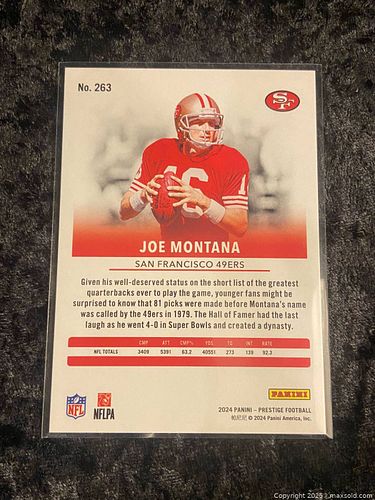 No. 263
SF
16
JOE MONTANA
SAN FRANCISCO 49ERS
Given his well-deserved status on the short list of the greatest
quarterbacks ever to play the game, younger fans might be
surprised to know that 81 picks were made before Montana's name
was called by the 49ers in 1979. The Hall of Famer had the last
laugh as he went 4-0 in Super Bowls and created a dynasty.
CMP ATT CMP% YDS TD INT RATE
NFL TOTALS 3409 5391 63.2 40551 273 139 92.3
PANINI
NFL NFLPA
2024 PANINI – PRESTIGE FOOTBALL
© 2024 Panini America, Inc.
Copyright 2025 : maxsold.com